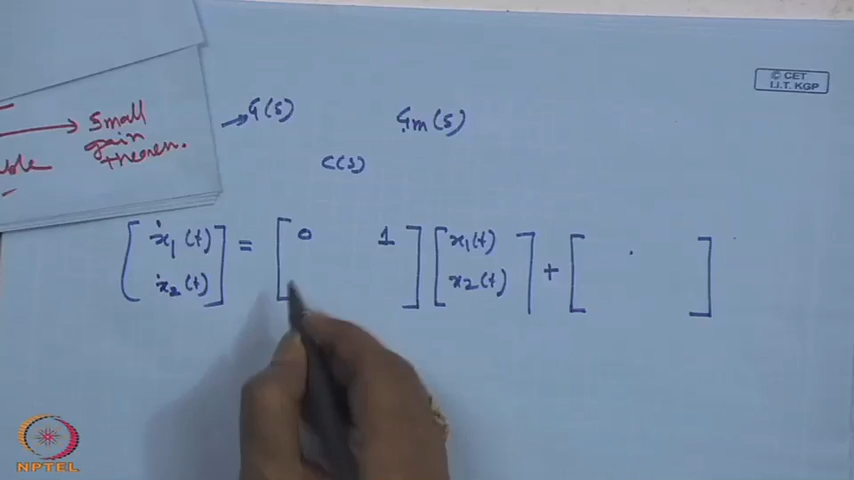 © CET
I.I.T. KGP
→ Small
gain
theorem.
→ G(s) Gm(s)
C(s)
[ẋ₁(t) ẋ₂(t)] = [0 1] [x₁(t) x₂(t)] + [ ]
NPTEL